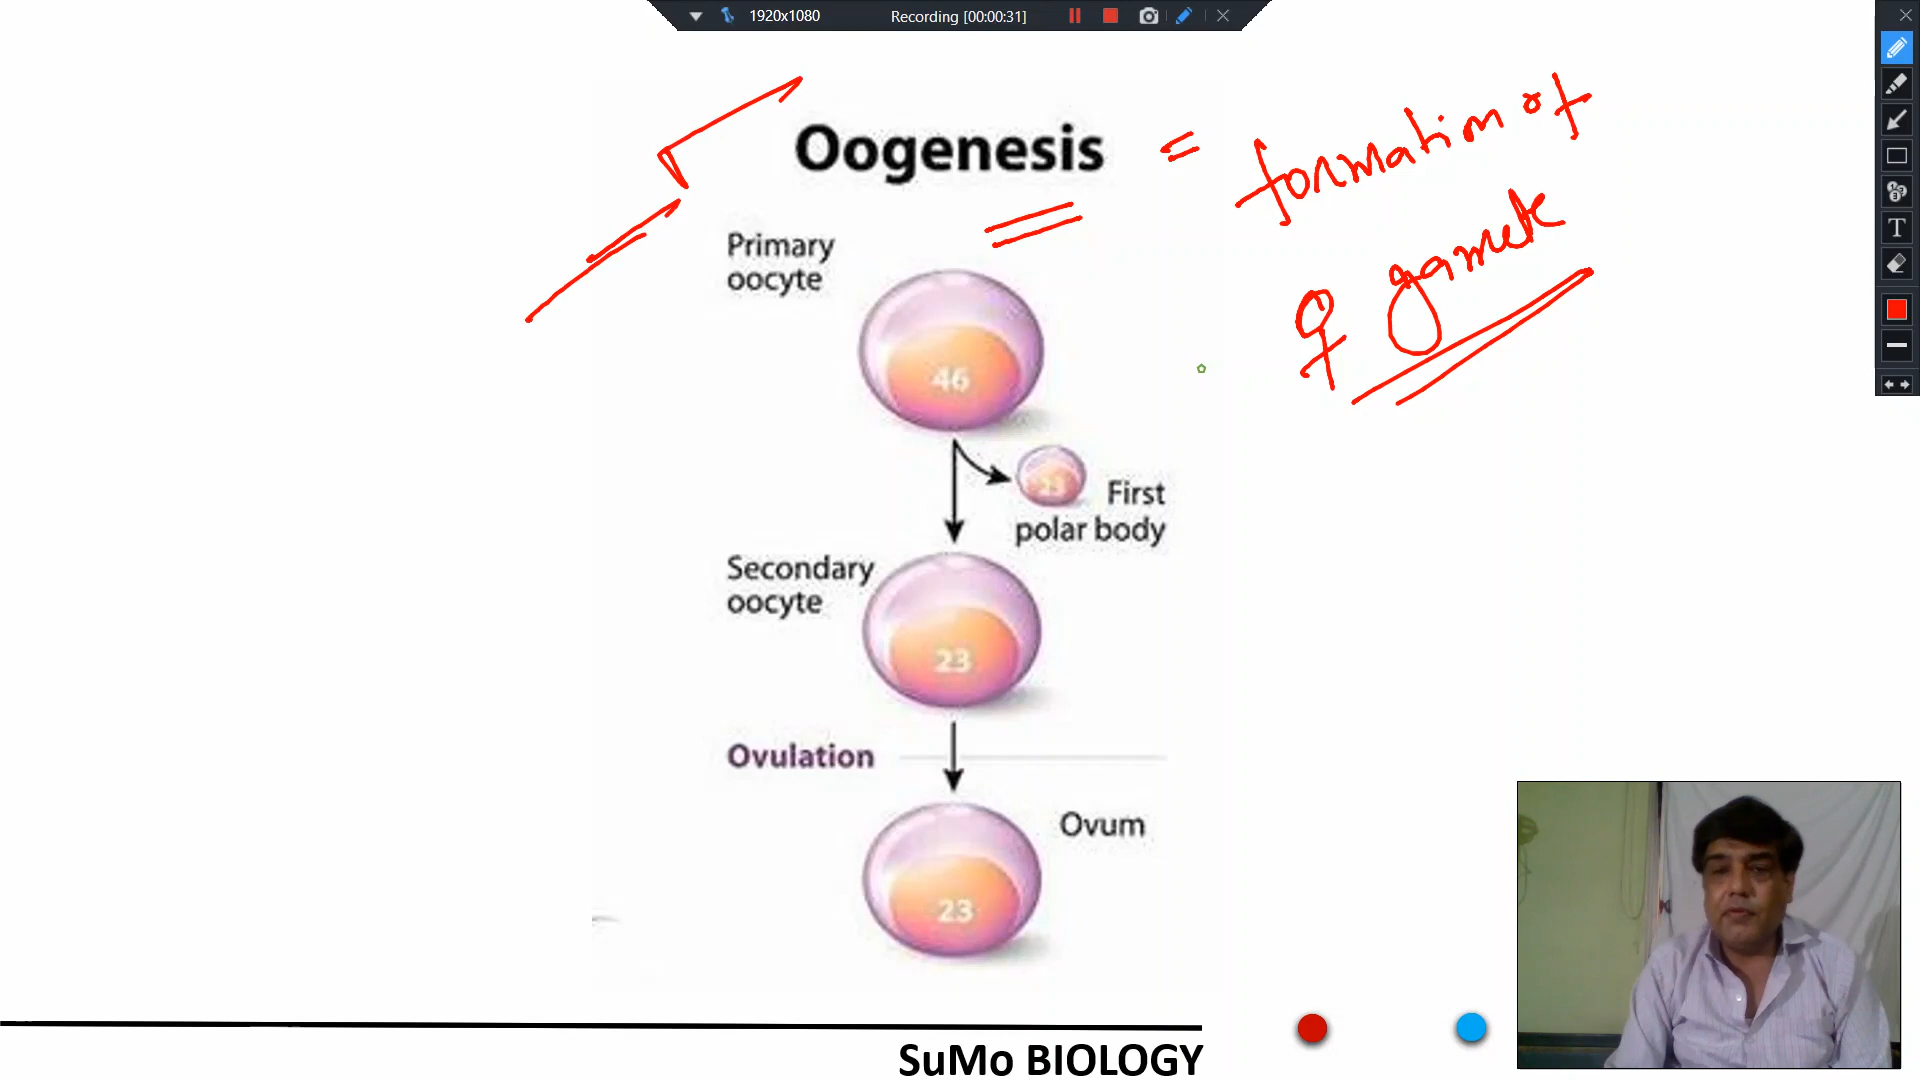 1920x1080 Recording [00:00:31]
Oogenesis = formation of
♀ gamete
Primary
oocyte
46
23
First
polar body
Secondary
oocyte
23
Ovulation
Ovum
23
SuMo BIOLOGY
T